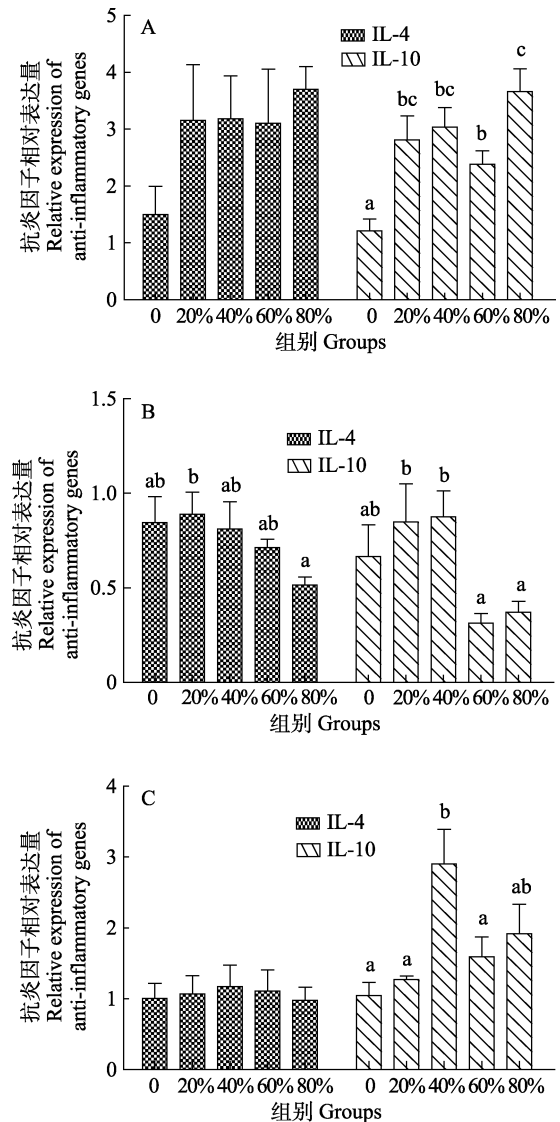 A
IL-4
IL-10
抗炎因子相对表达量
Relative expression of
anti-inflammatory genes
5
4
3
2
1
0
a
bc
bc
b
c
0 20% 40% 60% 80% 0 20% 40% 60% 80%
组别 Groups
B
IL-4
IL-10
抗炎因子相对表达量
Relative expression of
anti-inflammatory genes
1.5
1.0
0.5
0
ab b ab ab a ab b b a a
0 20% 40% 60% 80% 0 20% 40% 60% 80%
组别 Groups
C
IL-4
IL-10
抗炎因子相对表达量
Relative expression of
anti-inflammatory genes
4
3
2
1
0
a a b a ab
0 20% 40% 60% 80% 0 20% 40% 60% 80%
组别 Groups